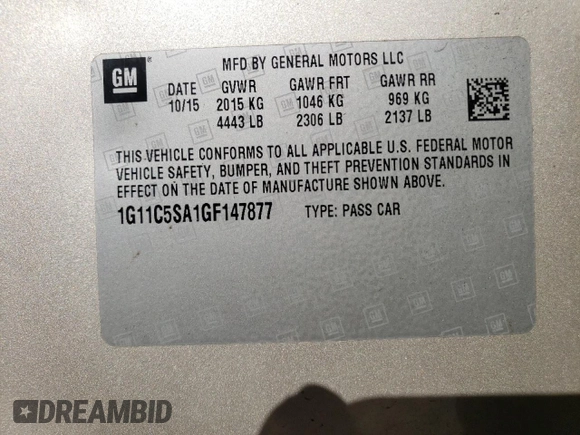 GM
MFD BY GENERAL MOTORS LLC
DATE GVWR GAWR FRT GAWR RR
10/15 2015 KG 1046 KG 969 KG
4443 LB 2306 LB 2137 LB
THIS VEHICLE CONFORMS TO ALL APPLICABLE U.S. FEDERAL MOTOR
VEHICLE SAFETY, BUMPER, AND THEFT PREVENTION STANDARDS IN
EFFECT ON THE DATE OF MANUFACTURE SHOWN ABOVE.
1G11C5SA1GF147877 TYPE: PASS CAR
DREAMBID